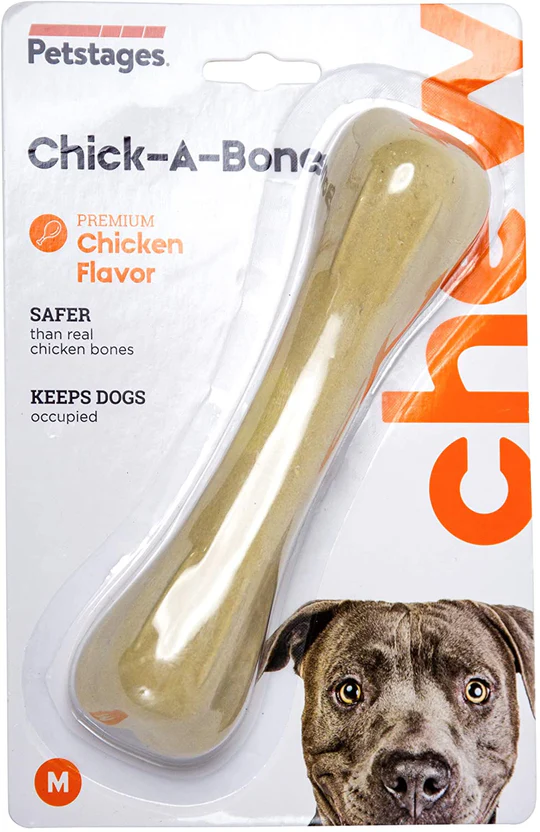 Petstages
Chick-A-Bone
PREMIUM
Chicken
Flavor
SAFER
than real
chicken bones
KEEPS DOGS
occupied
chew
M